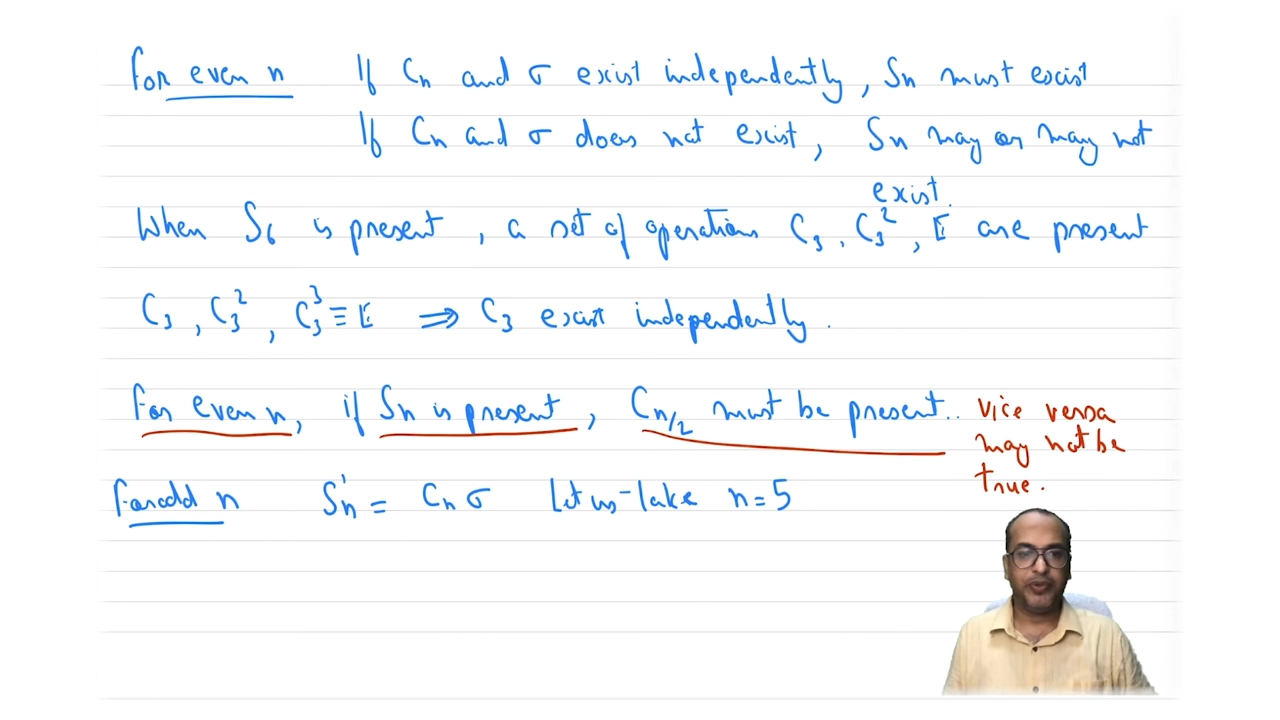 For even n If Cn and σ exist independently, Sn must exist
If Cn and σ does not exist, Sn may or may not
exist.
When S6 is present, a set of operations C3, C3², E are present
C3, C3², C3³ ≡ E ⇒ C3 exist independently.
For even n, if Sn is present, Cn/2 must be present.. Vice versa
may not be
true.
For odd n Sn¹ = Cn σ Let us take n=5